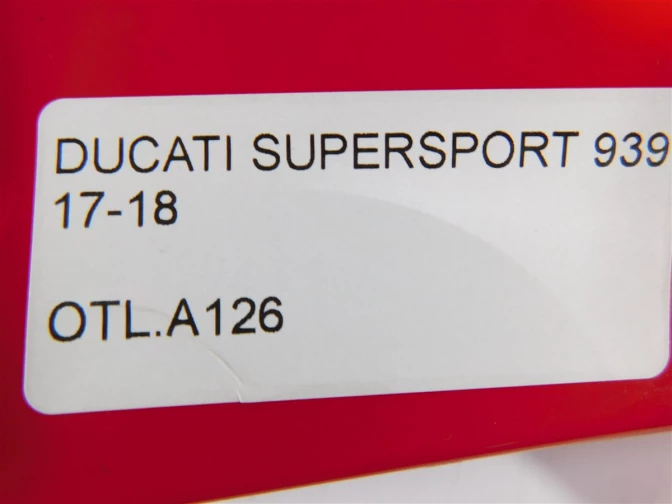 DUCATI SUPERSPORT 939
17-18
OTL.A126